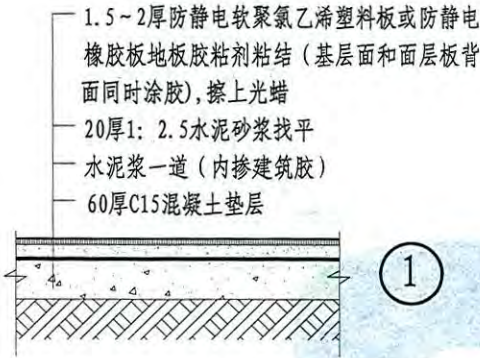 1.5~2厚防静电软聚氯乙烯塑料板或防静电
橡胶板地板胶粘剂粘结(基层面和面层板背
面同时涂胶),擦上光蜡
20厚1: 2.5水泥砂浆找平
水泥浆一道(内掺建筑胶)
60厚C15混凝土垫层
1